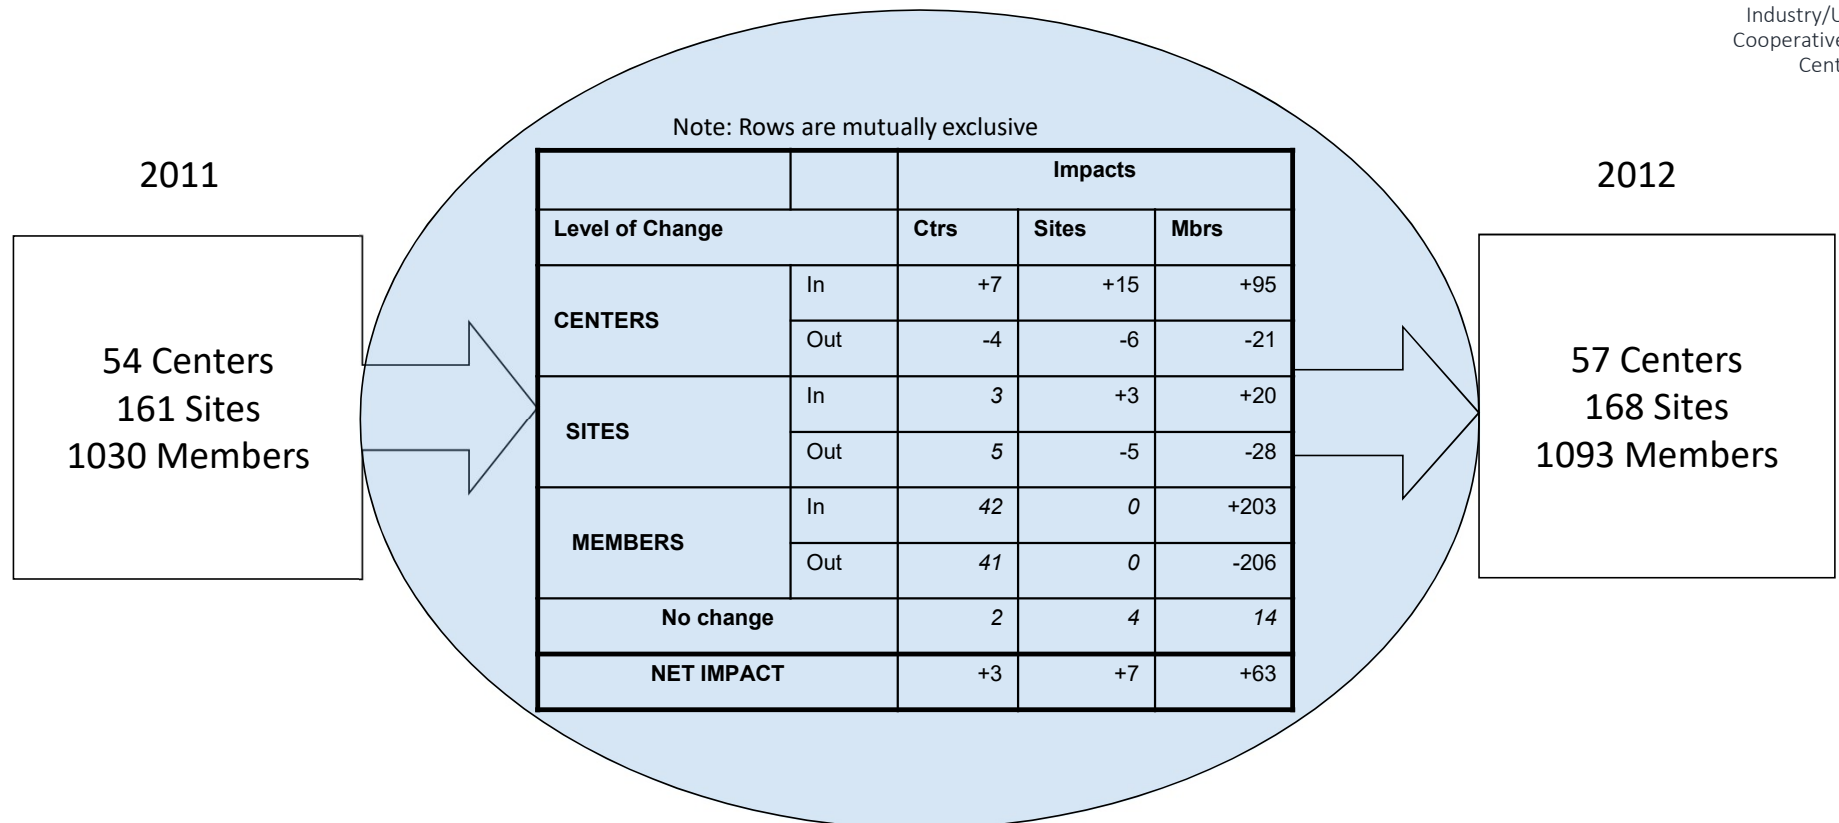 Industry/U
Cooperative
Cent
Note: Rows are mutually exclusive
2011
54 Centers
161 Sites
1030 Members
Impacts
Level of Change Ctrs Sites Mbrs
CENTERS
In +7 +15 +95
Out -4 -6 -21
SITES
In 3 +3 +20
Out 5 -5 -28
MEMBERS
In 42 0 +203
Out 41 0 -206
No change 2 4 14
NET IMPACT +3 +7 +63
2012
57 Centers
168 Sites
1093 Members